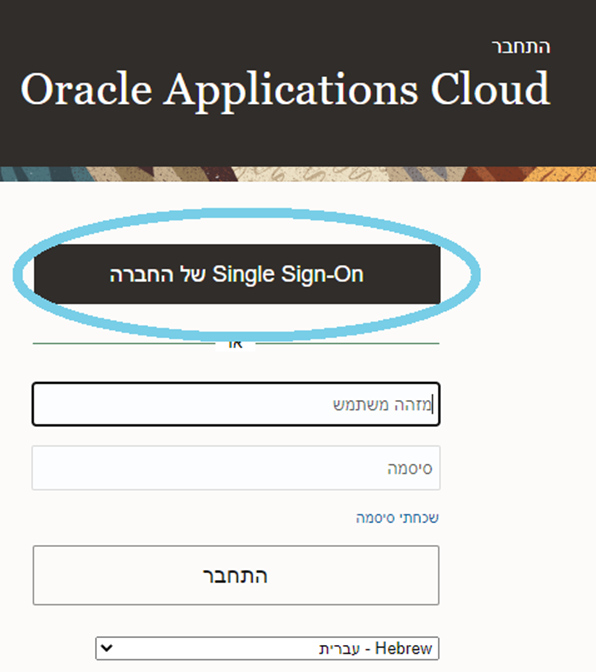 התחבר
Oracle Applications Cloud
Single Sign-On של החברה
או
מזהה משתמש
סיסמה
שכחתי סיסמה
התחבר
Hebrew - עברית